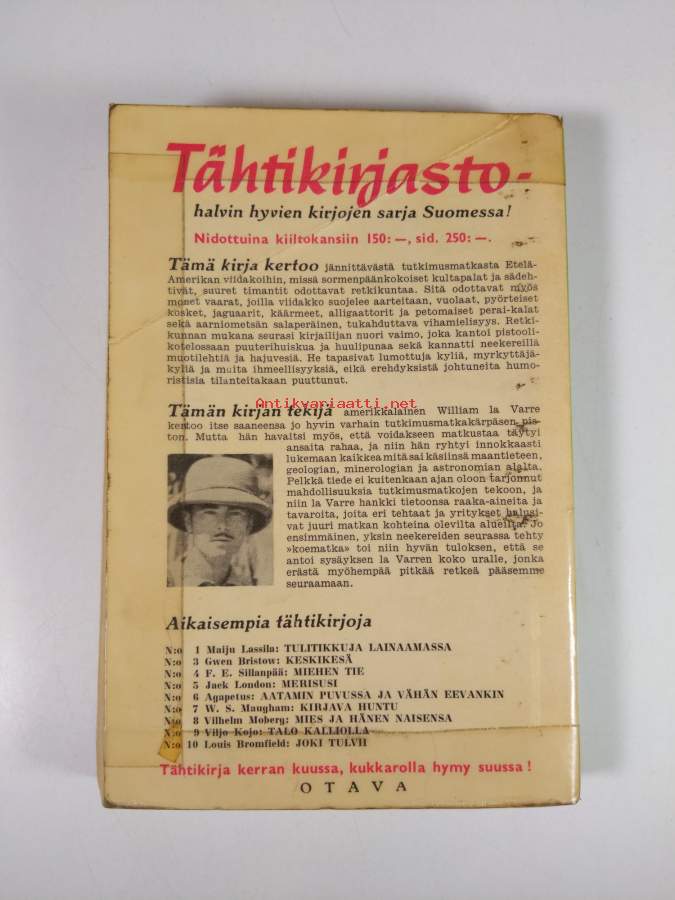 Tähtikirjasto-
halvin hyvien kirjojen sarja Suomessa!
Nidottuina kiiltokansiin 150: —, sid. 250: —.
Tämä kirja kertoo jännittävästä tutkimusmatkasta Etelä-
Amerikan viidakoihin, missä sormenpäänkokoiset kultapalat ja sädeh-
tivät, suuret timantit odottavat retkikuntaa. Sitä odottavat myös
monet vaarat, joilla viidakko suojelee aarteitaan, vuolaat, pyörteiset
kosket, jaguaarit, käärmeet, alligaattorit ja petomaiset perai-kalat
sekä aarniometsän salaperäinen, tukahduttava vihamielisyys. Retki-
kunnan mukana seurasi kirjailijan nuori vaimo, joka kantoi pistooli-
kotelossaan puuterihuiskua ja huulipunaa sekä kannatti neekereillä
muotilehtiä ja hajuvesiä. He tapasivat lumottuja kyliä, myrkyttäjä-
kyliä ja muita ihmeellisyyksiä, eikä erehdyksistä johtuneita humo-
ristisia tilanteitakaan puuttunut.
Antikvariaatti.net
Tämän kirjan tekijä amerikkalainen William la Varre
kertoo itse saaneensa jo hyvin varhain tutkimusmatkakärpäsen pis-
ton. Mutta hän havaitsi myös, että voidakseen matkustaa täytyi
ansaita rahaa, ja niin hän ryhtyi innokkaasti
lukemaan kaikkea mitä sai käsiinsä maantieteen,
geologian, minerologian ja astronomian alalta.
Pelkkä tiede ei kuitenkaan ajan oloon tarjonnut
mahdollisuuksia tutkimusmatkojen tekoon, ja
niin la Varre hankki tietoonsa raaka-aineita ja
tavaroita, joita eri tehtaat ja yritykset halusi-
vat juuri matkan kohteina olevilta alueilta. Jo
ensimmäinen, yksin neekereiden seurassa tehty
»koematka» toi niin hyvän tuloksen, että se
antoi sysäyksen la Varren koko uralle, jonka
erästä myöhempää pitkää retkeä pääsemme
seuraamaan.
Aikaisempia tähtikirjoja
N:o 1 Maiju Lassila: TULITIKKUJA LAINAAMASSA
N:o 3 Gwen Bristow: KESKIKESÄ
N:o 4 F. E. Sillanpää: MIEHEN TIE
N:o 5 Jack London: MERISUSI
N:o 6 Agapetus: AATAMIN PUVUSSA JA VÄHÄN EEVANKIN
N:o 7 W. S. Maugham: KIRJAVA HUNTU
N:o 8 Vilhelm Moberg: MIES JA HÄNEN NAISENSA
N:o 9 Viljo Kojo: TALO KALLIOLLA
N:o 10 Louis Bromfield: JOKI TULVII
Tähtikirja kerran kuussa, kukkarolla hymy suussa!
OTAVA